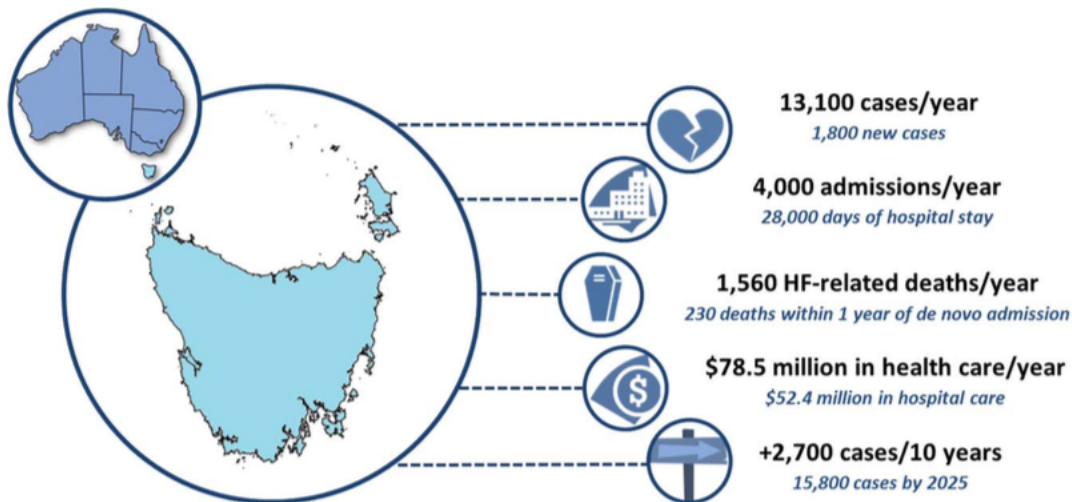 13,100 cases/year
1,800 new cases
4,000 admissions/year
28,000 days of hospital stay
1,560 HF-related deaths/year
230 deaths within 1 year of de novo admission
$78.5 million in health care/year
$52.4 million in hospital care
+2,700 cases/10 years
15,800 cases by 2025